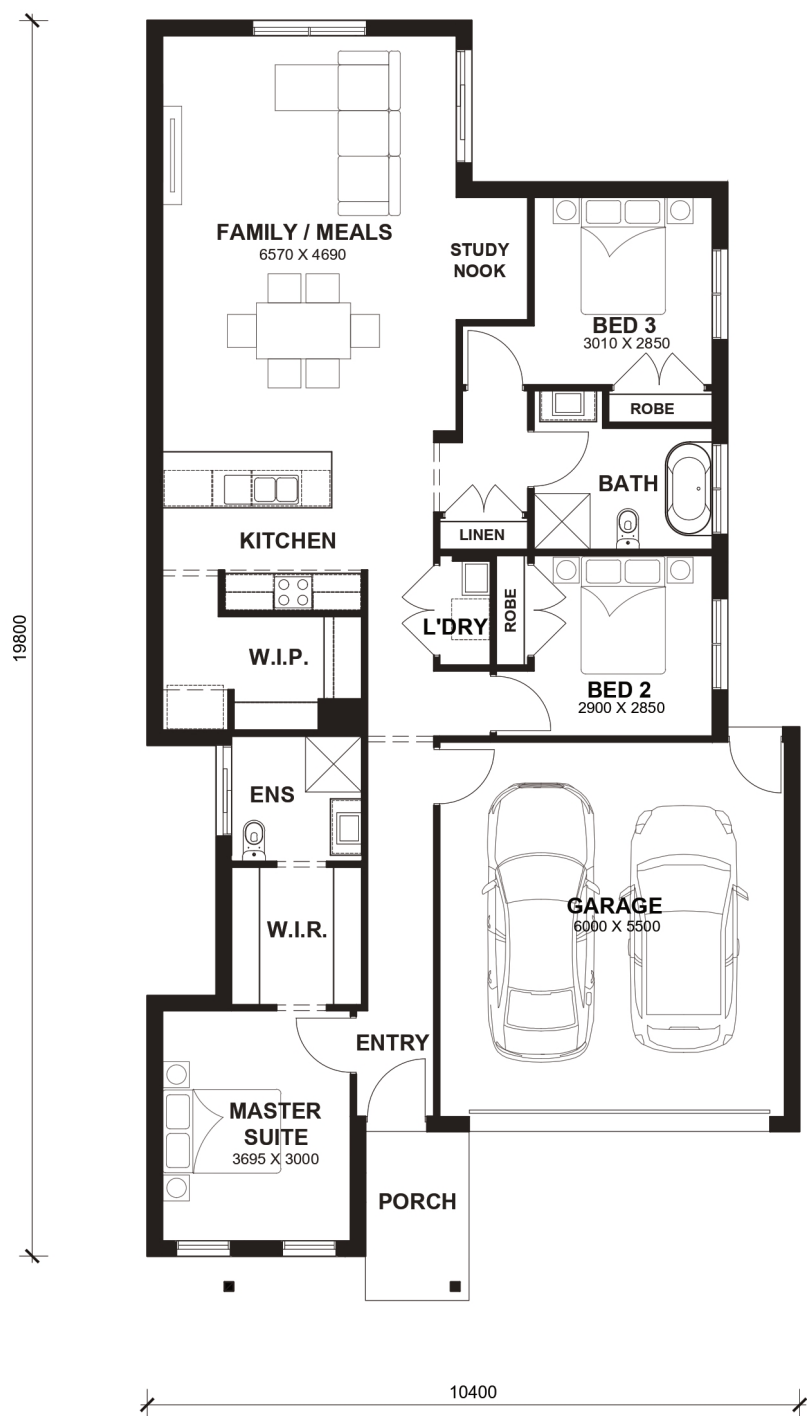 FAMILY / MEALS
6570 X 4690
STUDY
NOOK
BED 3
3010 X 2850
ROBE
BATH
LINEN
KITCHEN
L'DRY
ROBE
W.I.P.
BED 2
2900 X 2850
19800
ENS
GARAGE
6000 X 5500
W.I.R.
ENTRY
MASTER
SUITE
3695 X 3000
PORCH
10400